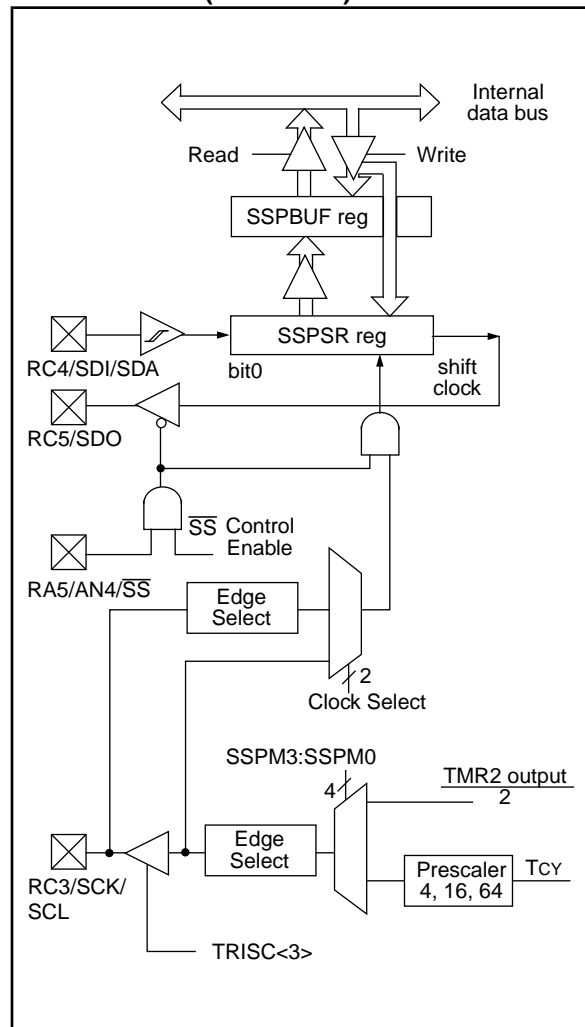 Internal
data bus
Read
Write
SSPBUF reg
SSPSR reg
RC4/SDI/SDA
bit0
shift
clock
RC5/SDO
SS Control
Enable
RA5/AN4/SS
Edge
Select
2
Clock Select
SSPM3:SSPM0
TMR2 output
4
2
Edge
Select
Prescaler
4, 16, 64
TCY
RC3/SCK/
SCL
TRISC<3>